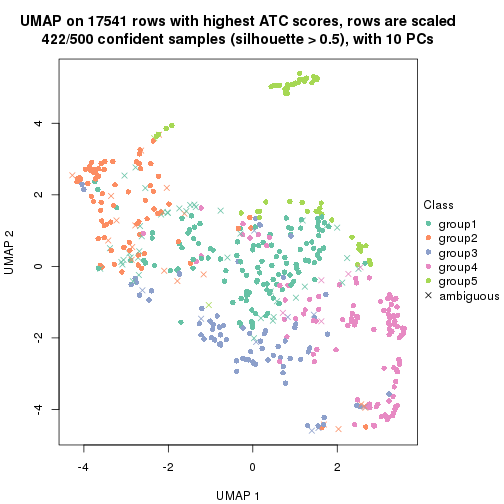 UMAP on 17541 rows with highest ATC scores, rows are scaled
422/500 confident samples (silhouette > 0.5), with 10 PCs
UMAP 2
4
2
0
-2
-4
-4
-2
0
2
UMAP 1
Class
group1
group2
group3
group4
group5
ambiguous